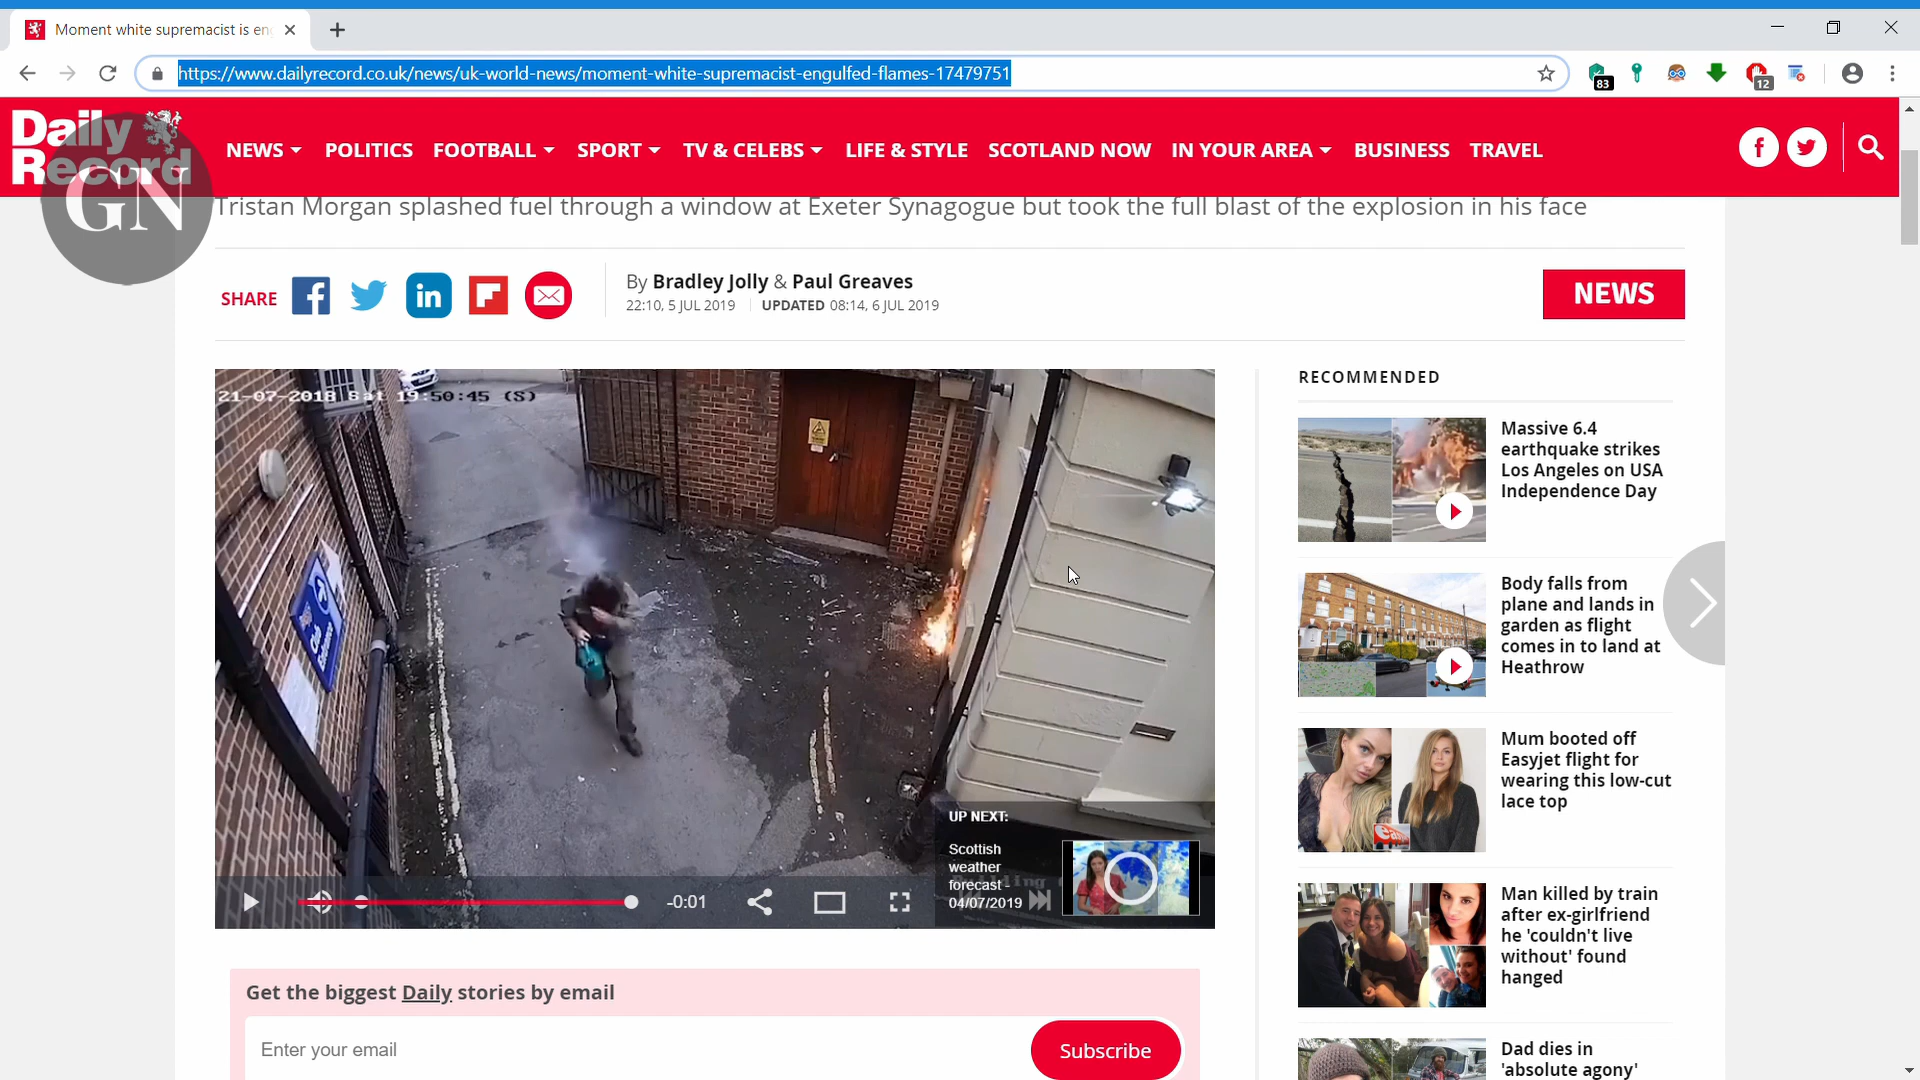 Moment white supremacist is en
https://www.dailyrecord.co.uk/news/uk-world-news/moment-white-supremacist-engulfed-flames-17479751
83
12
Daily
Record
GN
NEWS
POLITICS
FOOTBALL
SPORT
TV & CELEBS
LIFE & STYLE
SCOTLAND NOW
IN YOUR AREA
BUSINESS
TRAVEL
Tristan Morgan splashed fuel through a window at Exeter Synagogue but took the full blast of the explosion in his face
SHARE
By Bradley Jolly & Paul Greaves
22:10, 5 JUL 2019
UPDATED 08:14, 6 JUL 2019
NEWS
21-07-2018 Sat 19:50:45 (S)
UP NEXT:
Scottish
weather
forecast -
04/07/2019
-0:01
Get the biggest Daily stories by email
Enter your email
Subscribe
RECOMMENDED
Massive 6.4
earthquake strikes
Los Angeles on USA
Independence Day
Body falls from
plane and lands in
garden as flight
comes in to land at
Heathrow
Mum booted off
Easyjet flight for
wearing this low-cut
lace top
Man killed by train
after ex-girlfriend
he 'couldn't live
without' found
hanged
Dad dies in
'absolute agony'